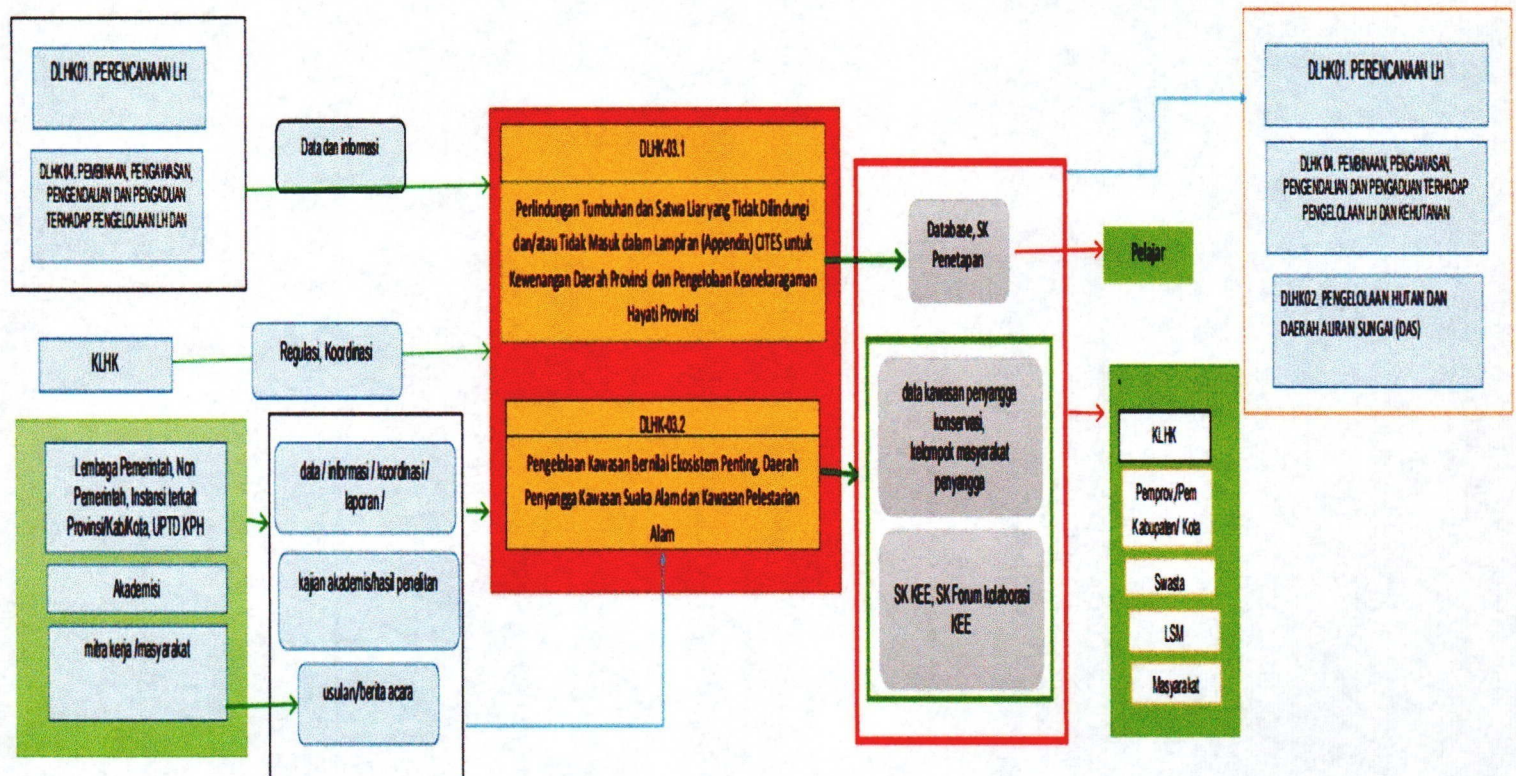 DLHK01. PERENCANAAN LH
DLHK04. PEMBINAAN, PENGAWASAN,
PENGENDALIAN DAN PENGADUAN
TERHADAP PENGELOLAAN LH DAN
Data dan informasi
KLHK
Regulasi, Koordinasi
Lembaga Pemerintah, Non
Pemerintah, Instansi terkait
Provinsi/Kab/Kota, UPTD KPH
Akademisi
mitra kerja /masyarakat
data / informasi / koordinasi /
laporan /
kajian akademis/hasil penelitan
usulan/berita acara
DLHK-03.1
Perlindungan Tumbuhan dan Satwa Liar yang Tidak Dilindungi
dan/atau Tidak Masuk dalam Lampiran (Appendix) CITES untuk
Kewenangan Daerah Provinsi dan Pengelolaan Keanekaragaman
Hayati Provinsi
DLHK-03.2
Pengelolaan Kawasan Bernilai Ekosistem Penting, Daerah
Penyangga Kawasan Suaka Alam dan Kawasan Pelestarian
Alam
Database, SK
Penetapan
data kawasan penyangga
konservasi,
kelompok masyarakat
penyangga
SK KEE, SK Forum kolaborasi
KEE
Pelajar
KLHK
Pemprov./Pem
Kabupaten/ Kota
Swasta
LSM
Masyarakat
DLHK01. PERENCANAAN LH
DLHK 04. PEMBINAAN, PENGAWASAN,
PENGENDALIAN DAN PENGADUAN TERHADAP
PENGELOLAAN LH DAN KEHUTANAN
DLHK02. PENGELOLAAN HUTAN DAN
DAERAH ALIRAN SUNGAI (DAS)